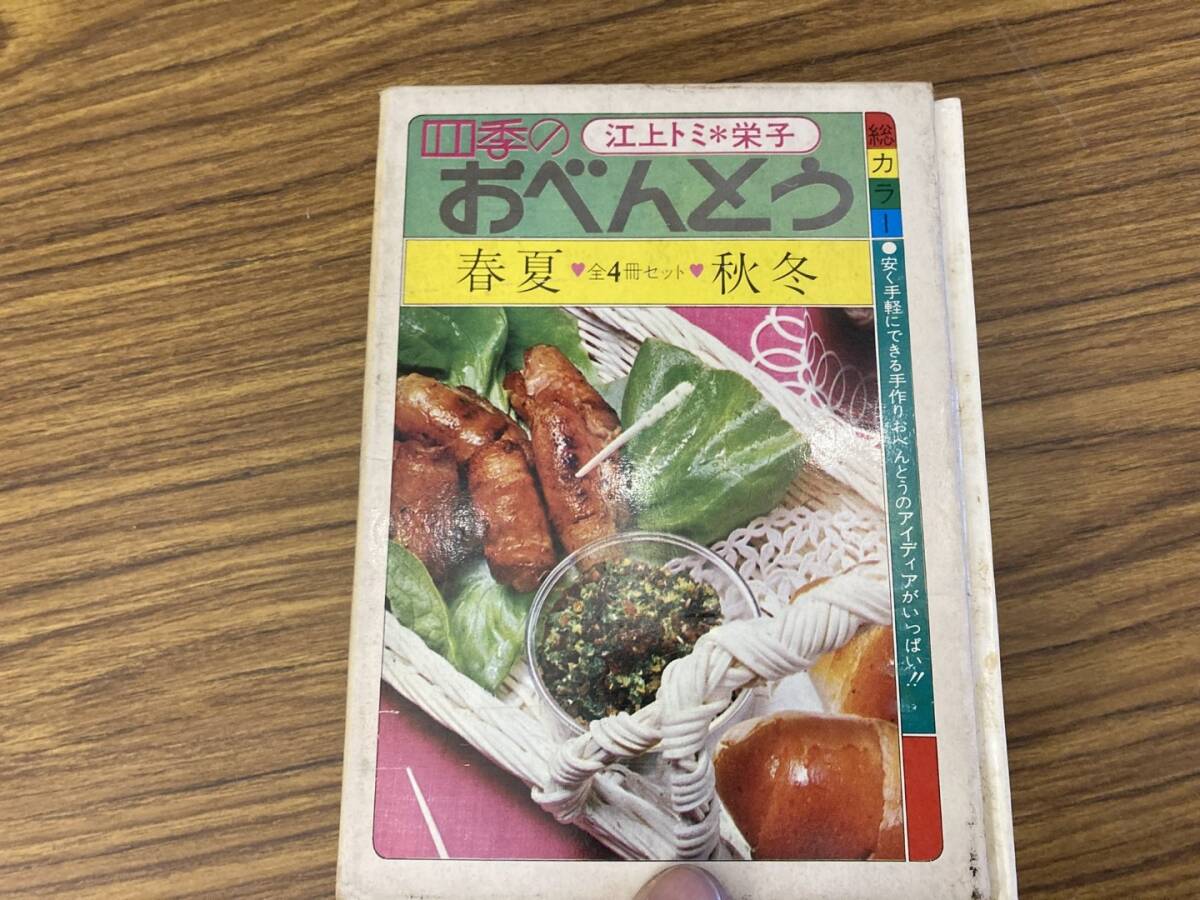 四季の
江上トミ*栄子
おべんとう
春夏♥全4冊セット♥秋冬
総カラー
●安く手軽にできる手作りおべんとうのアイディアがいっぱい!!